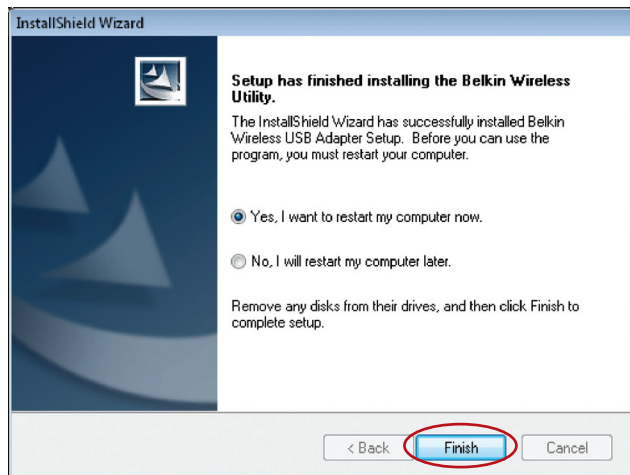 InstallShield Wizard
Setup has finished installing the Belkin Wireless
Utility.
The InstallShield Wizard has successfully installed Belkin
Wireless USB Adapter Setup. Before you can use the
program, you must restart your computer.
Yes, I want to restart my computer now.
No, I will restart my computer later.
Remove any disks from their drives, and then click Finish to
complete setup.
< Back Finish Cancel